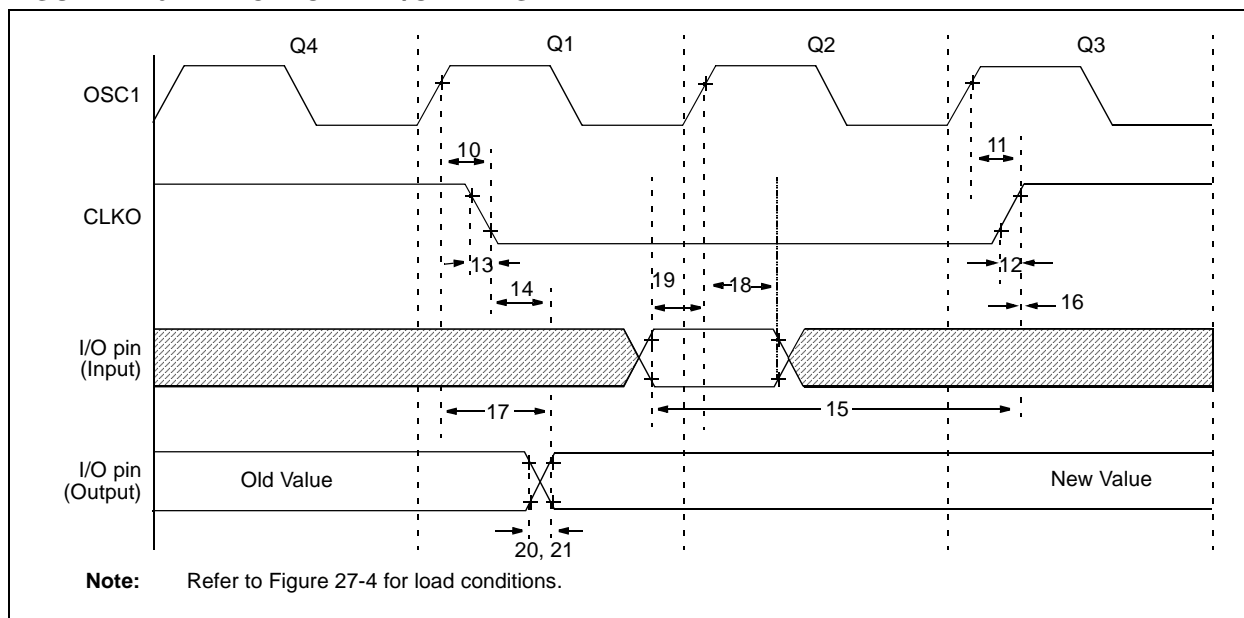 Q4 Q1 Q2 Q3
OSC1
10 11
CLKO
13 12
14 19 18 16
I/O pin
(Input)
17 15
I/O pin
(Output)
Old Value New Value
20, 21
Note: Refer to Figure 27-4 for load conditions.